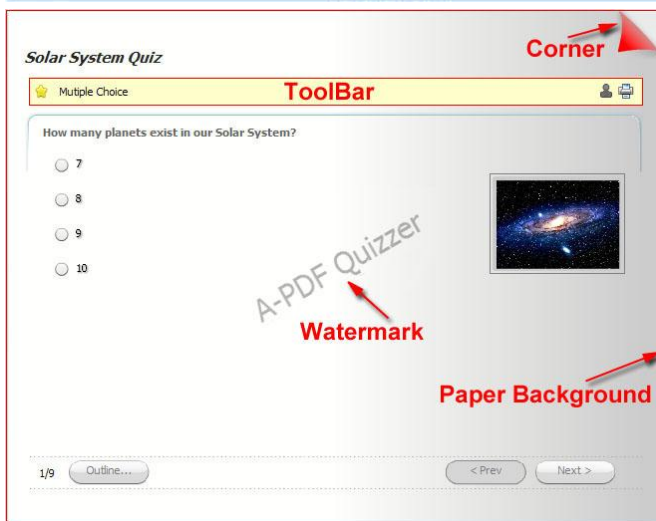 Corner
Solar System Quiz
Mutiple Choice ToolBar
How many planets exist in our Solar System?
7
8
9
10
A-PDF Quizzer
Watermark
Paper Background
1/9 Outline... < Prev Next >